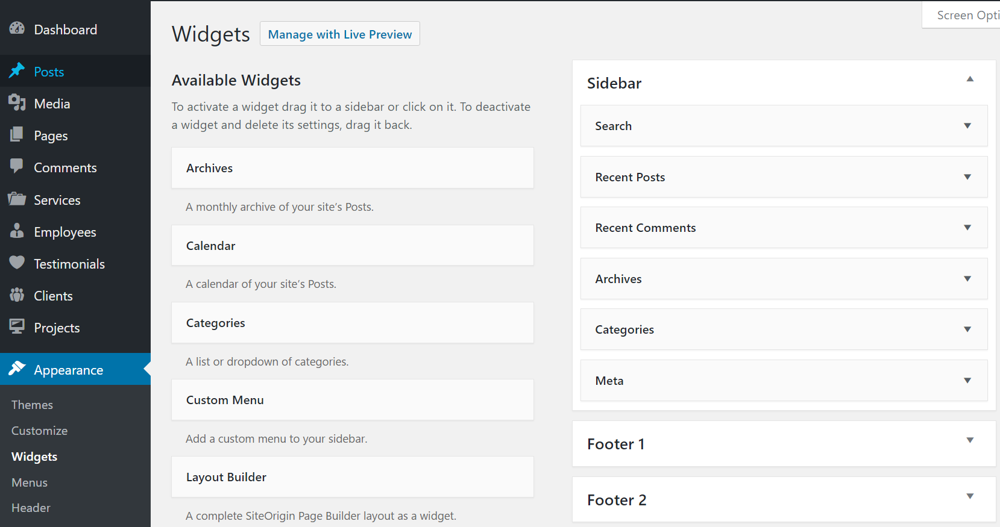 Dashboard
Posts
Media
Pages
Comments
Services
Employees
Testimonials
Clients
Projects
Appearance
Themes
Customize
Widgets
Menus
Header
Screen Opti
Widgets
Manage with Live Preview
Available Widgets
To activate a widget drag it to a sidebar or click on it. To deactivate
a widget and delete its settings, drag it back.
Archives
A monthly archive of your site’s Posts.
Calendar
A calendar of your site’s Posts.
Categories
A list or dropdown of categories.
Custom Menu
Add a custom menu to your sidebar.
Layout Builder
A complete SiteOrigin Page Builder layout as a widget.
Sidebar
Search
Recent Posts
Recent Comments
Archives
Categories
Meta
Footer 1
Footer 2